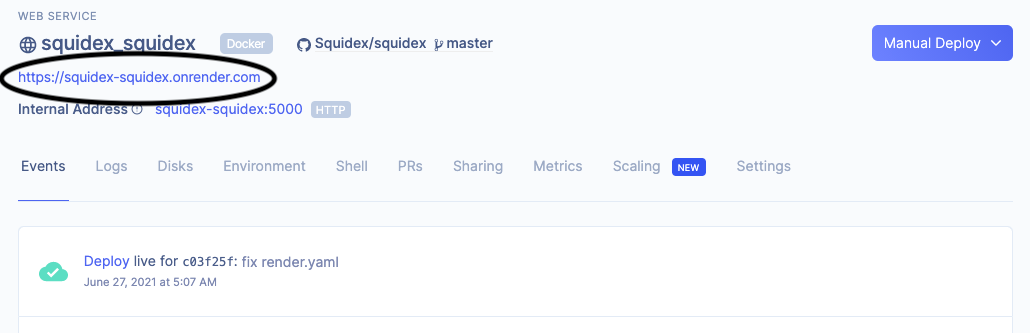 WEB SERVICE
squidex_squidex Docker Squidex/squidex master Manual Deploy
https://squidex-squidex.onrender.com
Internal Address squidex-squidex:5000 HTTP
Events Logs Disks Environment Shell PRs Sharing Metrics Scaling NEW Settings
Deploy live for c03f25f: fix render.yaml
June 27, 2021 at 5:07 AM